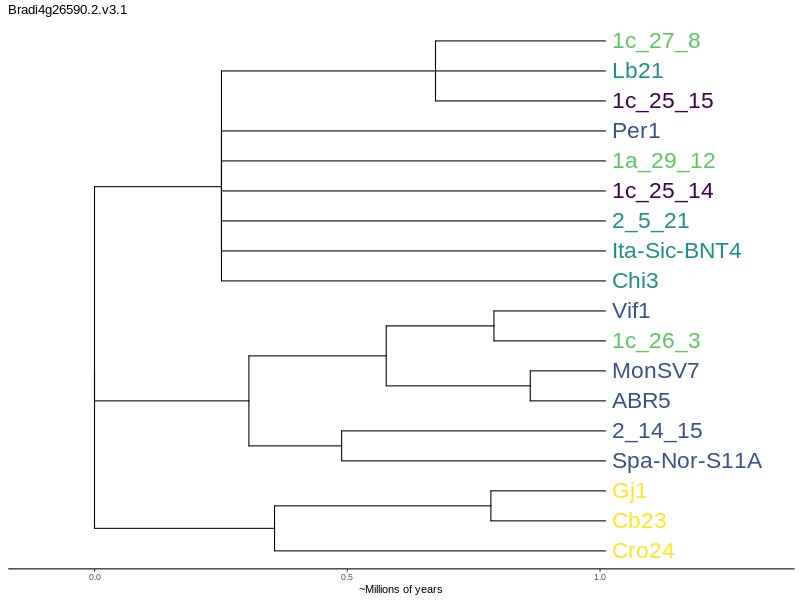 Bradi4g26590.2.v3.1
1c_27_8
Lb21
1c_25_15
Per1
1a_29_12
1c_25_14
2_5_21
Ita-Sic-BNT4
Chi3
Vif1
1c_26_3
MonSV7
ABR5
2_14_15
Spa-Nor-S11A
Gj1
Cb23
Cro24
0.0 0.5 1.0
~Millions of years